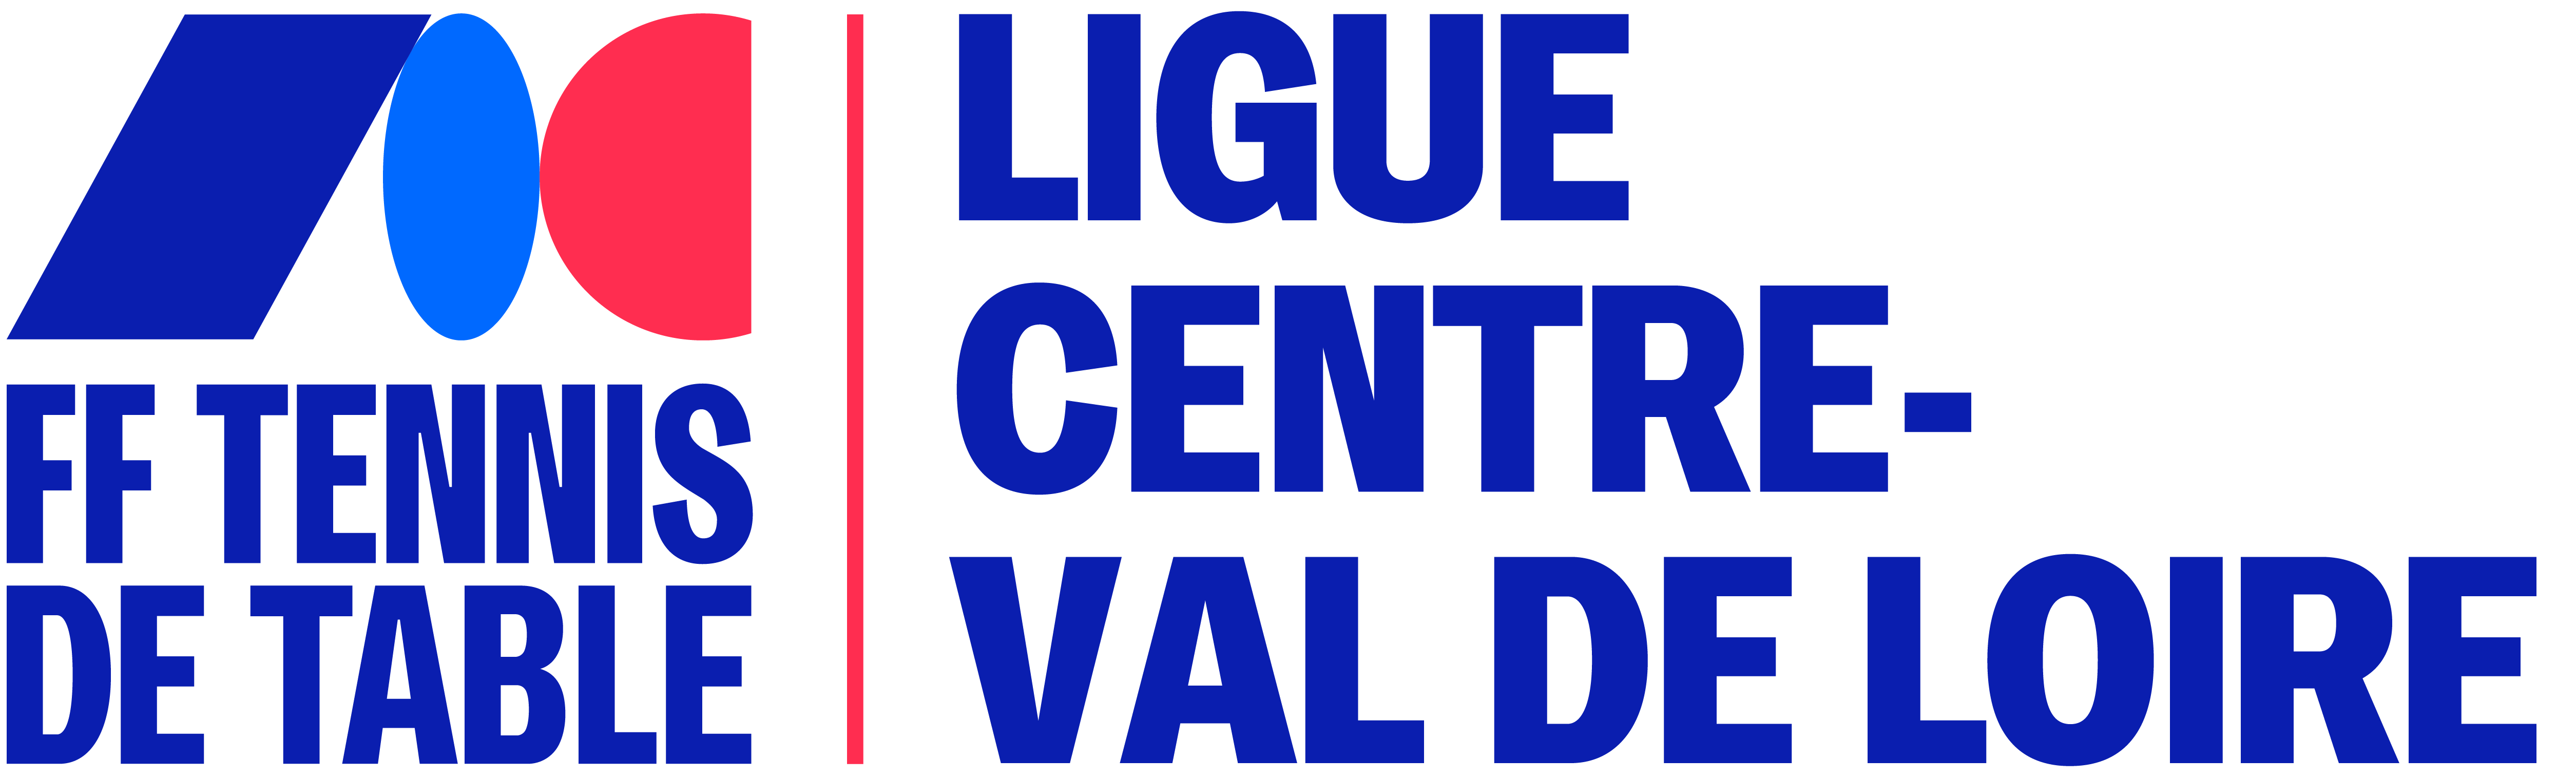 FF TENNIS
DE TABLE
LIGUE
CENTRE-
VAL DE LOIRE